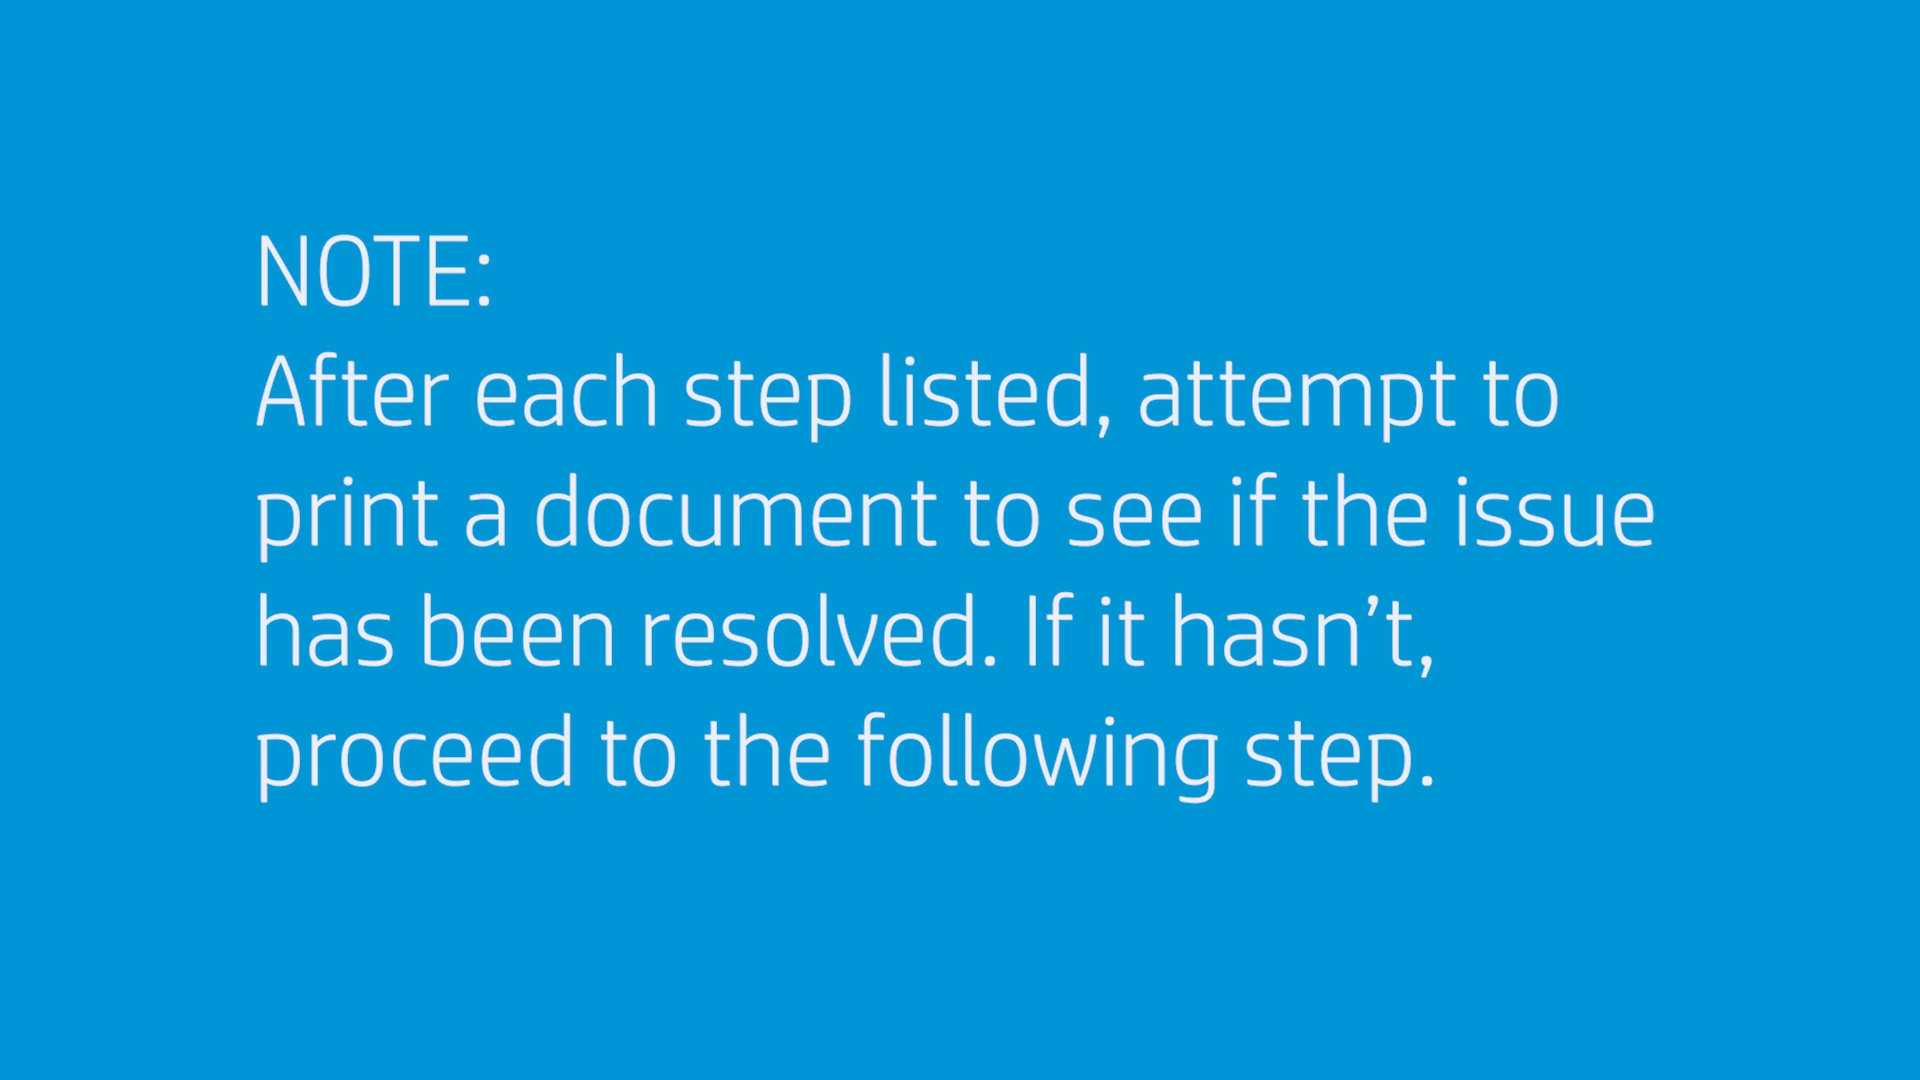 NOTE:
After each step listed, attempt to
print a document to see if the issue
has been resolved. If it hasn’t,
proceed to the following step.